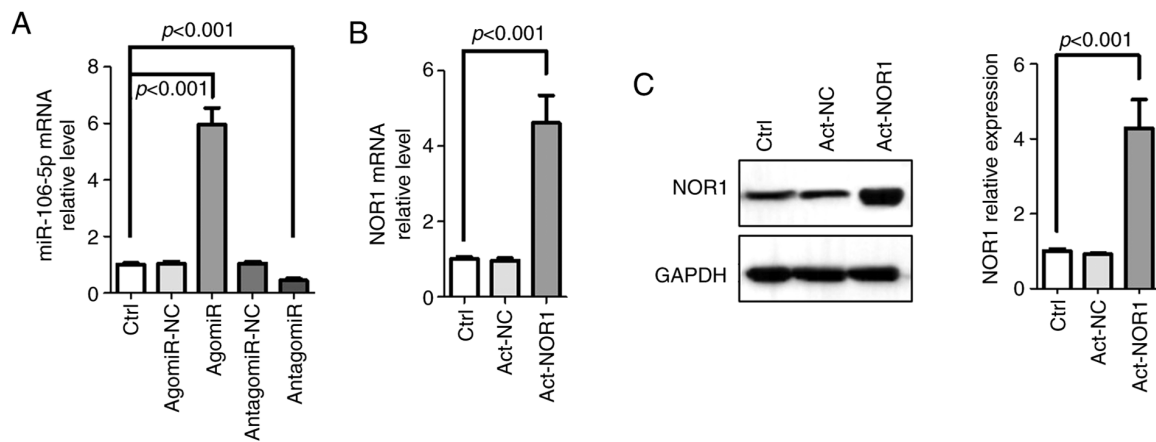 A
miR-106-5p mRNA
relative level
8
6
4
2
0
p<0.001
p<0.001
Ctrl
AgomiR-NC
AgomiR
AntagomiR-NC
AntagomiR
B
NOR1 mRNA
relative level
6
4
2
0
p<0.001
Ctrl
Act-NC
Act-NOR1
C
Ctrl
Act-NC
Act-NOR1
NOR1
GAPDH
NOR1 relative expression
6
4
2
0
p<0.001
Ctrl
Act-NC
Act-NOR1